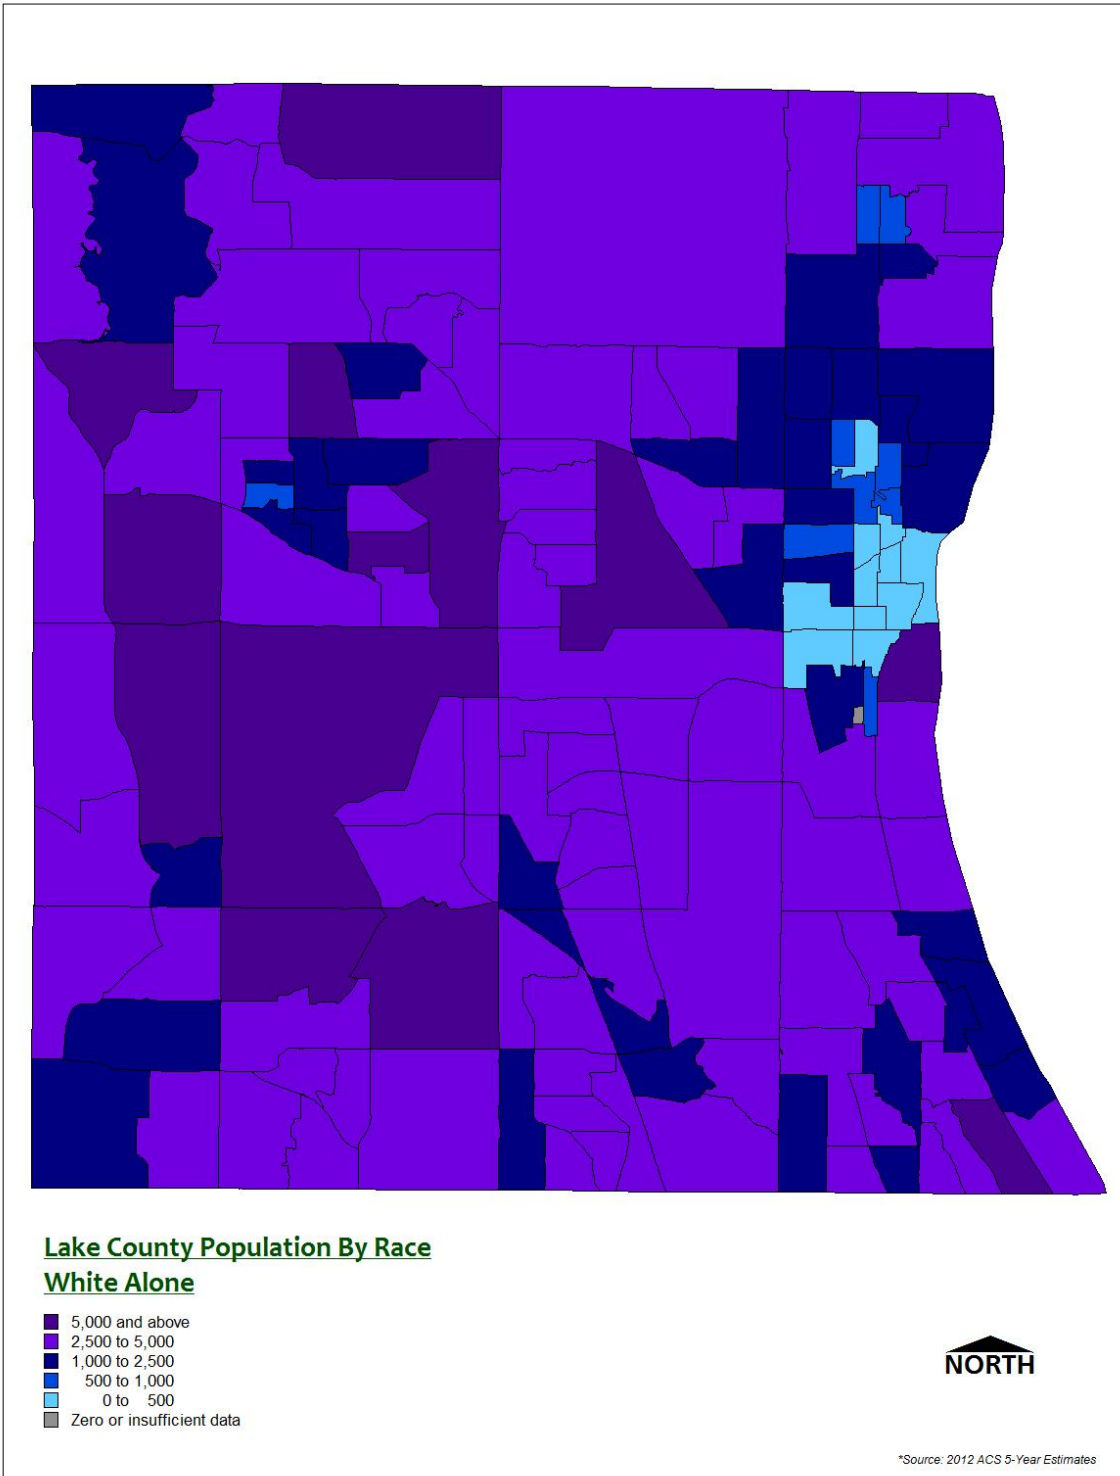 Lake County Population By Race
White Alone
5,000 and above
2,500 to 5,000
1,000 to 2,500
500 to 1,000
0 to 500
Zero or insufficient data
NORTH
*Source: 2012 ACS 5-Year Estimates